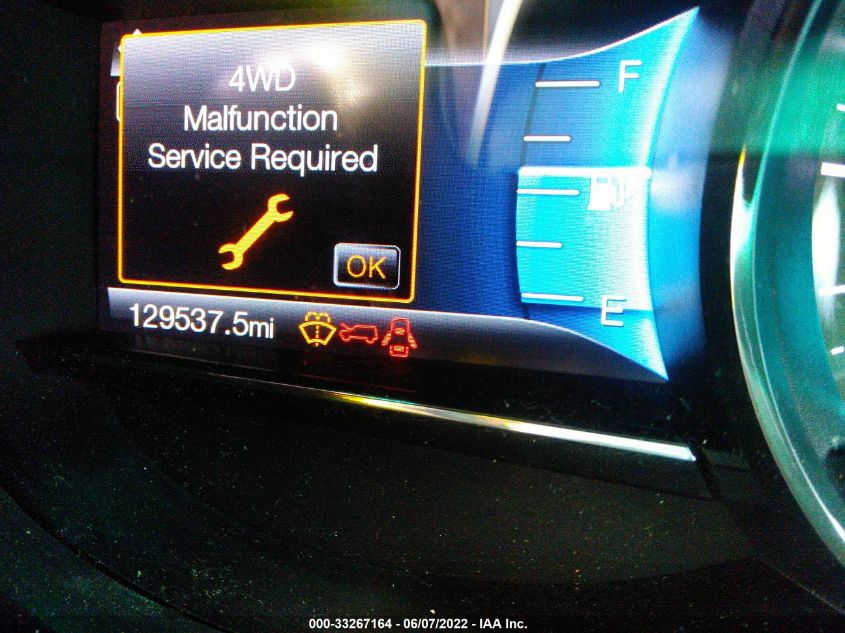 4WD
Malfunction
Service Required
OK
F
E
129537.5mi
000-33267164 - 06/07/2022 - IAA Inc.